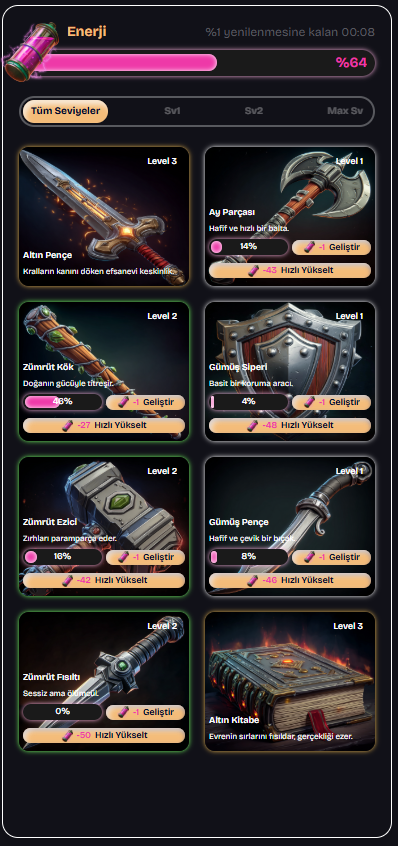 Enerji
%1 yenilenmesine kalan 00:08
%64
Tüm Seviyeler Sv1 Sv2 Max Sv
Level 3
Altın Pençe
Kralların kanını döken efsanevi keskinlik.
Level 1
Ay Parçası
Hafif ve hızlı bir balta.
14% -1 Geliştir
-43 Hızlı Yükselt
Level 2
Zümrüt Kök
Doğanın gücüyle titreşir.
46% -1 Geliştir
-27 Hızlı Yükselt
Level 1
Gümüş Siperi
Basit bir koruma aracı.
4% -1 Geliştir
-48 Hızlı Yükselt
Level 2
Zümrüt Ezici
Zırhları paramparça eder.
16% -1 Geliştir
-42 Hızlı Yükselt
Level 1
Gümüş Pençe
Hafif ve çevik bir bıçak.
8% -1 Geliştir
-46 Hızlı Yükselt
Level 2
Zümrüt Fısıltı
Sessiz ama ölümcül.
0% -1 Geliştir
-50 Hızlı Yükselt
Level 3
Altın Kitabe
Evrenin sırlarını fısıldar, gerçekliği ezer.